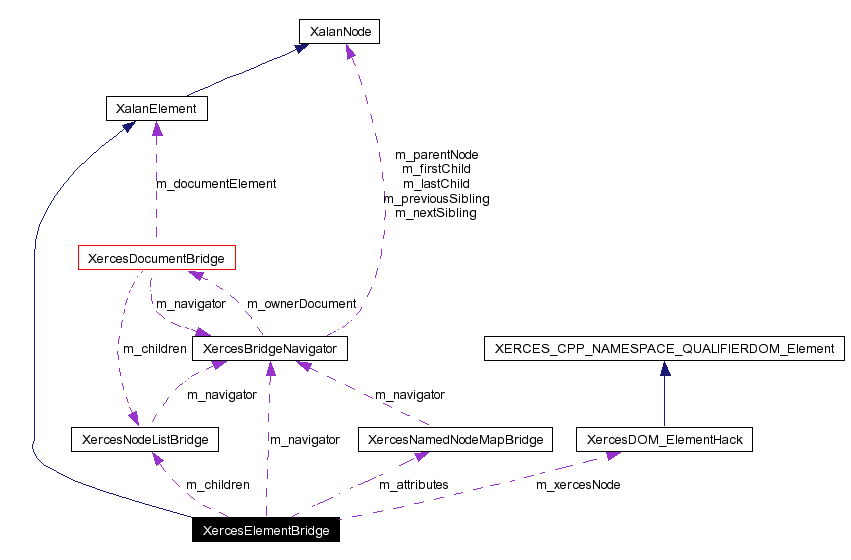 XalanNode
XalanElement
m_parentNode
m_firstChild
m_lastChild
m_previousSibling
m_nextSibling
m_documentElement
XercesDocumentBridge
m_navigator
m_ownerDocument
m_children
XercesBridgeNavigator
XERCES_CPP_NAMESPACE_QUALIFIERDOM_Element
m_navigator
m_navigator
XercesNodeListBridge
m_navigator
XercesNamedNodeMapBridge
XercesDOM_ElementHack
m_children
m_attributes
m_xercesNode
XercesElementBridge